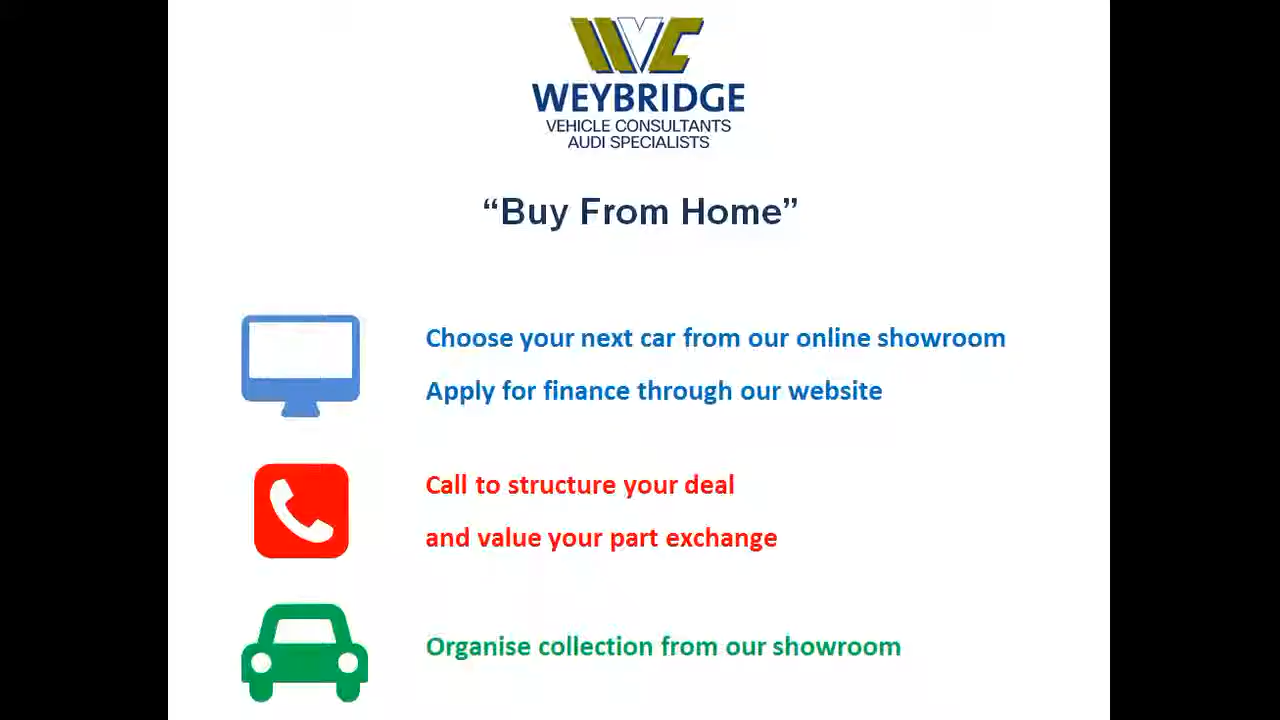 WVC
WEYBRIDGE
VEHICLE CONSULTANTS
AUDI SPECIALISTS
“Buy From Home”
Choose your next car from our online showroom
Apply for finance through our website
Call to structure your deal
and value your part exchange
Organise collection from our showroom